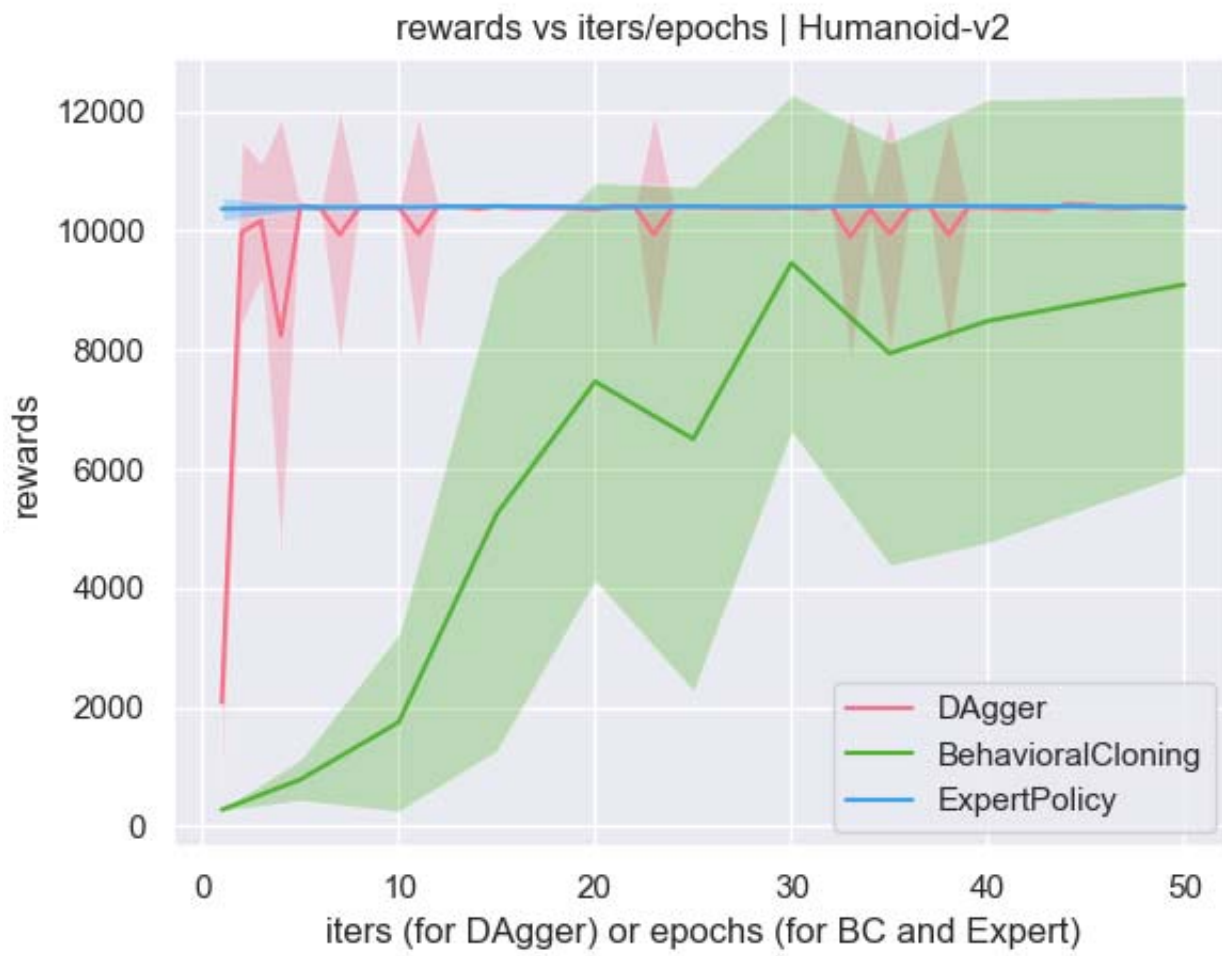 rewards vs iters/epochs | Humanoid-v2
12000
10000
8000
6000
4000
2000
0
rewards
DAgger
BehavioralCloning
ExpertPolicy
0 10 20 30 40 50
iters (for DAgger) or epochs (for BC and Expert)